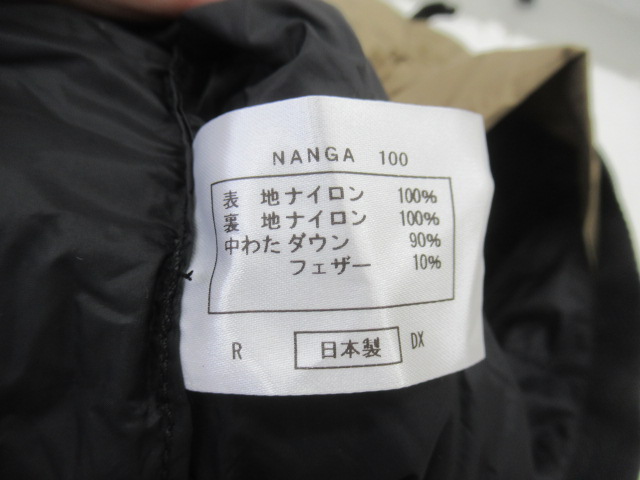 NANGA 100
表 地 ナイロン 100%
裏 地 ナイロン 100%
中わた ダウン 90%
フェザー 10%
R 日本製 DX